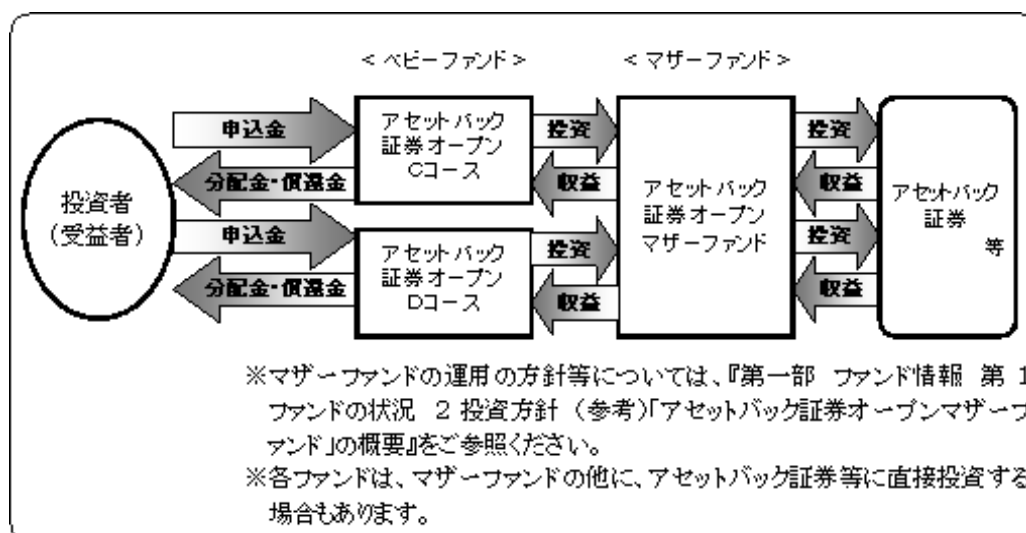 ＜ベビーファンド＞
＜マザーファンド＞
申込金
分配金・償還金
申込金
分配金・償還金
投資者
（受益者）
アセットバック
証券オープン
Cコース
アセットバック
証券オープン
Dコース
投資
収益
投資
収益
アセットバック
証券オープン
マザーファンド
投資
収益
投資
収益
アセットバック
証券
等
※マザーファンドの運用の方針等については、『第一部 ファンド情報 第1
ファンドの状況 2 投資方針 (参考)「アセットバック証券オープンマザーフ
ァンド」の概要』をご参照ください。
※各ファンドは、マザーファンドの他に、アセットバック証券等に直接投資する
場合もあります。